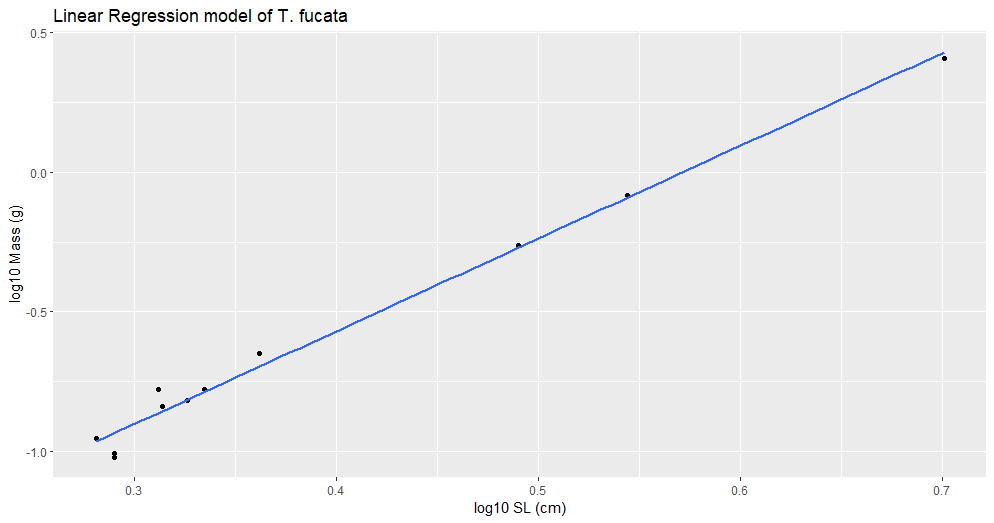 Linear Regression model of T. fucata
0.5
0.0
-0.5
-1.0
log10 Mass (g)
0.3 0.4 0.5 0.6 0.7
log10 SL (cm)